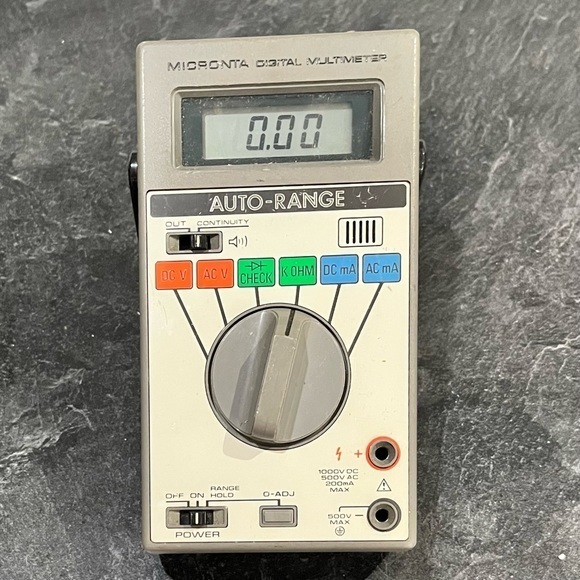 MICRONTA DIGITAL MULTIMETER
0.00
AUTO-RANGE
OUT CONTINUITY
DC V AC V CHECK K OHM DC mA AC mA
+
1000V DC
500V AC
200mA
MAX
OFF ON RANGE HOLD 0-ADJ
500V MAX -
POWER